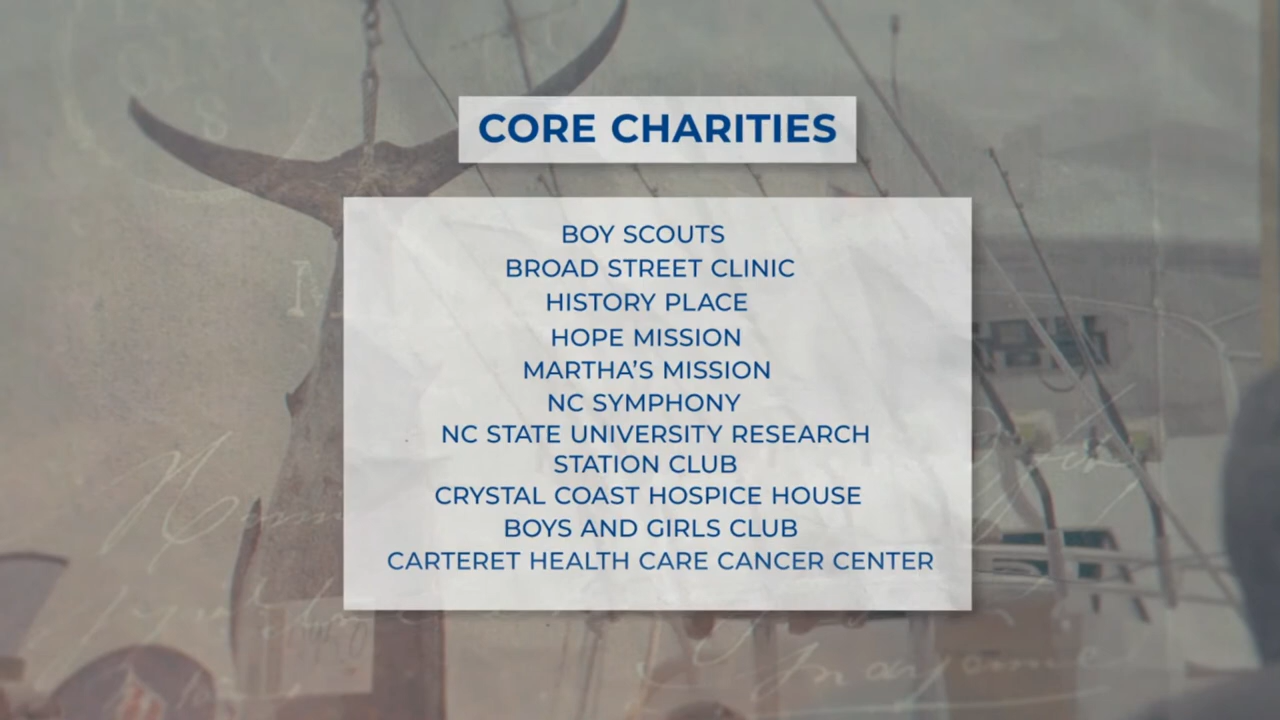 CORE CHARITIES
BOY SCOUTS
BROAD STREET CLINIC
HISTORY PLACE
HOPE MISSION
MARTHA'S MISSION
NC SYMPHONY
NC STATE UNIVERSITY RESEARCH
STATION CLUB
CRYSTAL COAST HOSPICE HOUSE
BOYS AND GIRLS CLUB
CARTERET HEALTH CARE CANCER CENTER